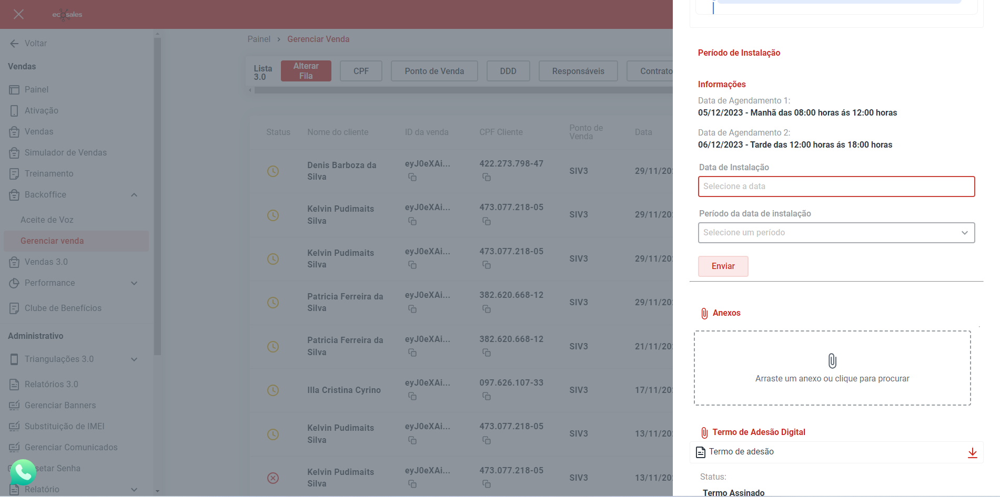 ecosales
Voltar
Vendas
Painel
Ativação
Vendas
Simulador de Vendas
Treinamento
Backoffice
Aceite de Voz
Gerenciar venda
Vendas 3.0
Performance
Clube de Benefícios
Administrativo
Triangulações 3.0
Relatórios 3.0
Gerenciar Banners
Substituição de IMEI
Gerenciar Comunicados
setar Senha
Relatório
Painel > Gerenciar Venda
Lista 3.0
Alterar Fila
CPF
Ponto de Venda
DDD
Responsáveis
Contrato
Status Nome do cliente ID da venda CPF Cliente Ponto de Venda Data
Denis Barboza da Silva eyJ0eXAi... 422.273.798-47 SIV3 29/11/202
Kelvin Pudimaits Silva eyJ0eXAi... 473.077.218-05 SIV3 29/11/202
Kelvin Pudimaits Silva eyJ0eXAi... 473.077.218-05 SIV3 29/11/202
Patricia Ferreira da Silva eyJ0eXAi... 382.620.668-12 SIV3 29/11/202
Patricia Ferreira da Silva eyJ0eXAi... 382.620.668-12 SIV3 21/11/202
Illa Cristina Cyrino eyJ0eXAi... 097.626.107-33 SIV3 17/11/202
Kelvin Pudimaits Silva eyJ0eXAi... 473.077.218-05 SIV3 13/11/202
Kelvin Pudimaits Silva eyJ0eXAi... 473.077.218-05 SIV3 13/11/202
Período de Instalação
Informações
Data de Agendamento 1:
05/12/2023 - Manhã das 08:00 horas ás 12:00 horas
Data de Agendamento 2:
06/12/2023 - Tarde das 12:00 horas ás 18:00 horas
Data de Instalação
Selecione a data
Período da data de instalação
Selecione um período
Enviar
Anexos
Arraste um anexo ou clique para procurar
Termo de Adesão Digital
Termo de adesão
Status:
Termo Assinado